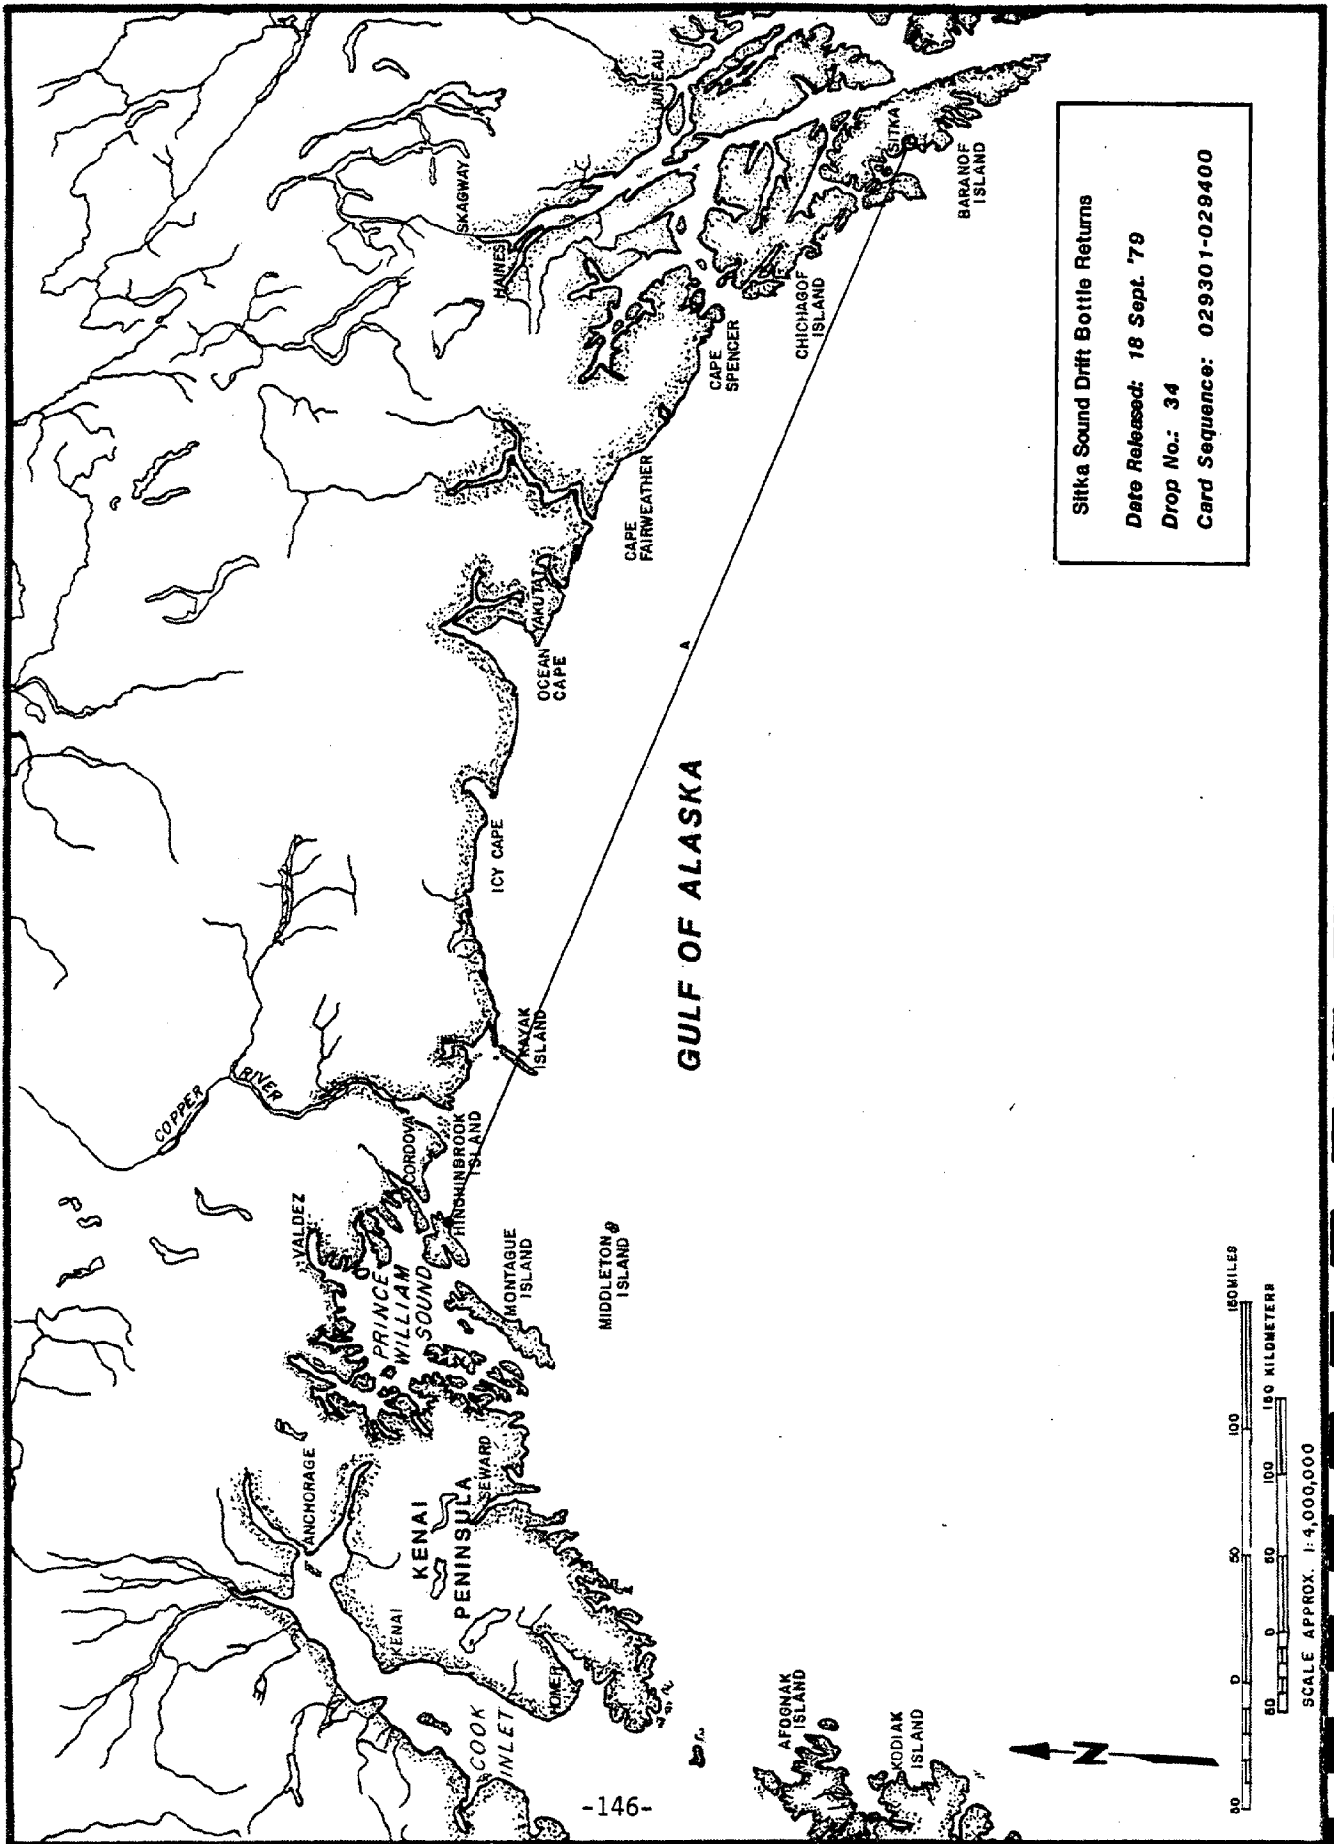 SKAGWAY
HAINES
JUNEAU
SITKA
BARANOF
ISLAND
CHICHAGOF
ISLAND
CAPE
SPENCER
CAPE
FAIRWEATHER
YAKUTAT
OCEAN
CAPE
ICY CAPE
A
GULF OF ALASKA
KAYAK
ISLAND
COPPER
RIVER
CORDOVA
HINCHINBROOK
ISLAND
VALDEZ
PRINCE
WILLIAM
SOUND
MONTAGUE
ISLAND
MIDDLETON
ISLAND
ANCHORAGE
SEWARD
KENAI
PENINSULA
KENAI
HOMER
COOK
INLET
AFOGNAK
ISLAND
KODIAK
ISLAND
Sitka Sound Drift Bottle Returns
Date Released: 18 Sept. '79
Drop No.: 34
Card Sequence: 029301-029400
N
50 0 50 100 150 MILES
50 0 50 100 150 KILOMETERS
SCALE APPROX. 1:4,000,000
-146-